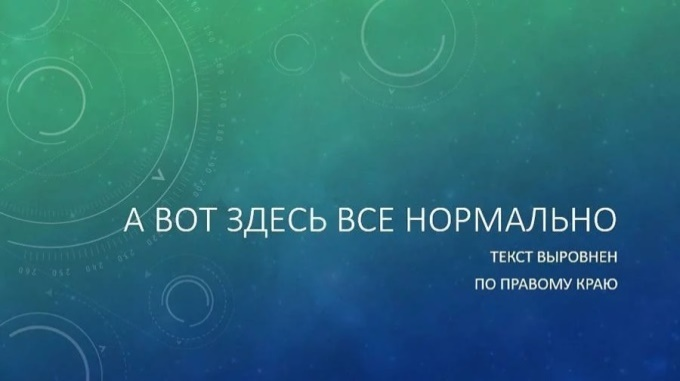 А ВОТ ЗДЕСЬ ВСЕ НОРМАЛЬНО
ТЕКСТ ВЫРОВНЕН
ПО ПРАВОМУ КРАЮ